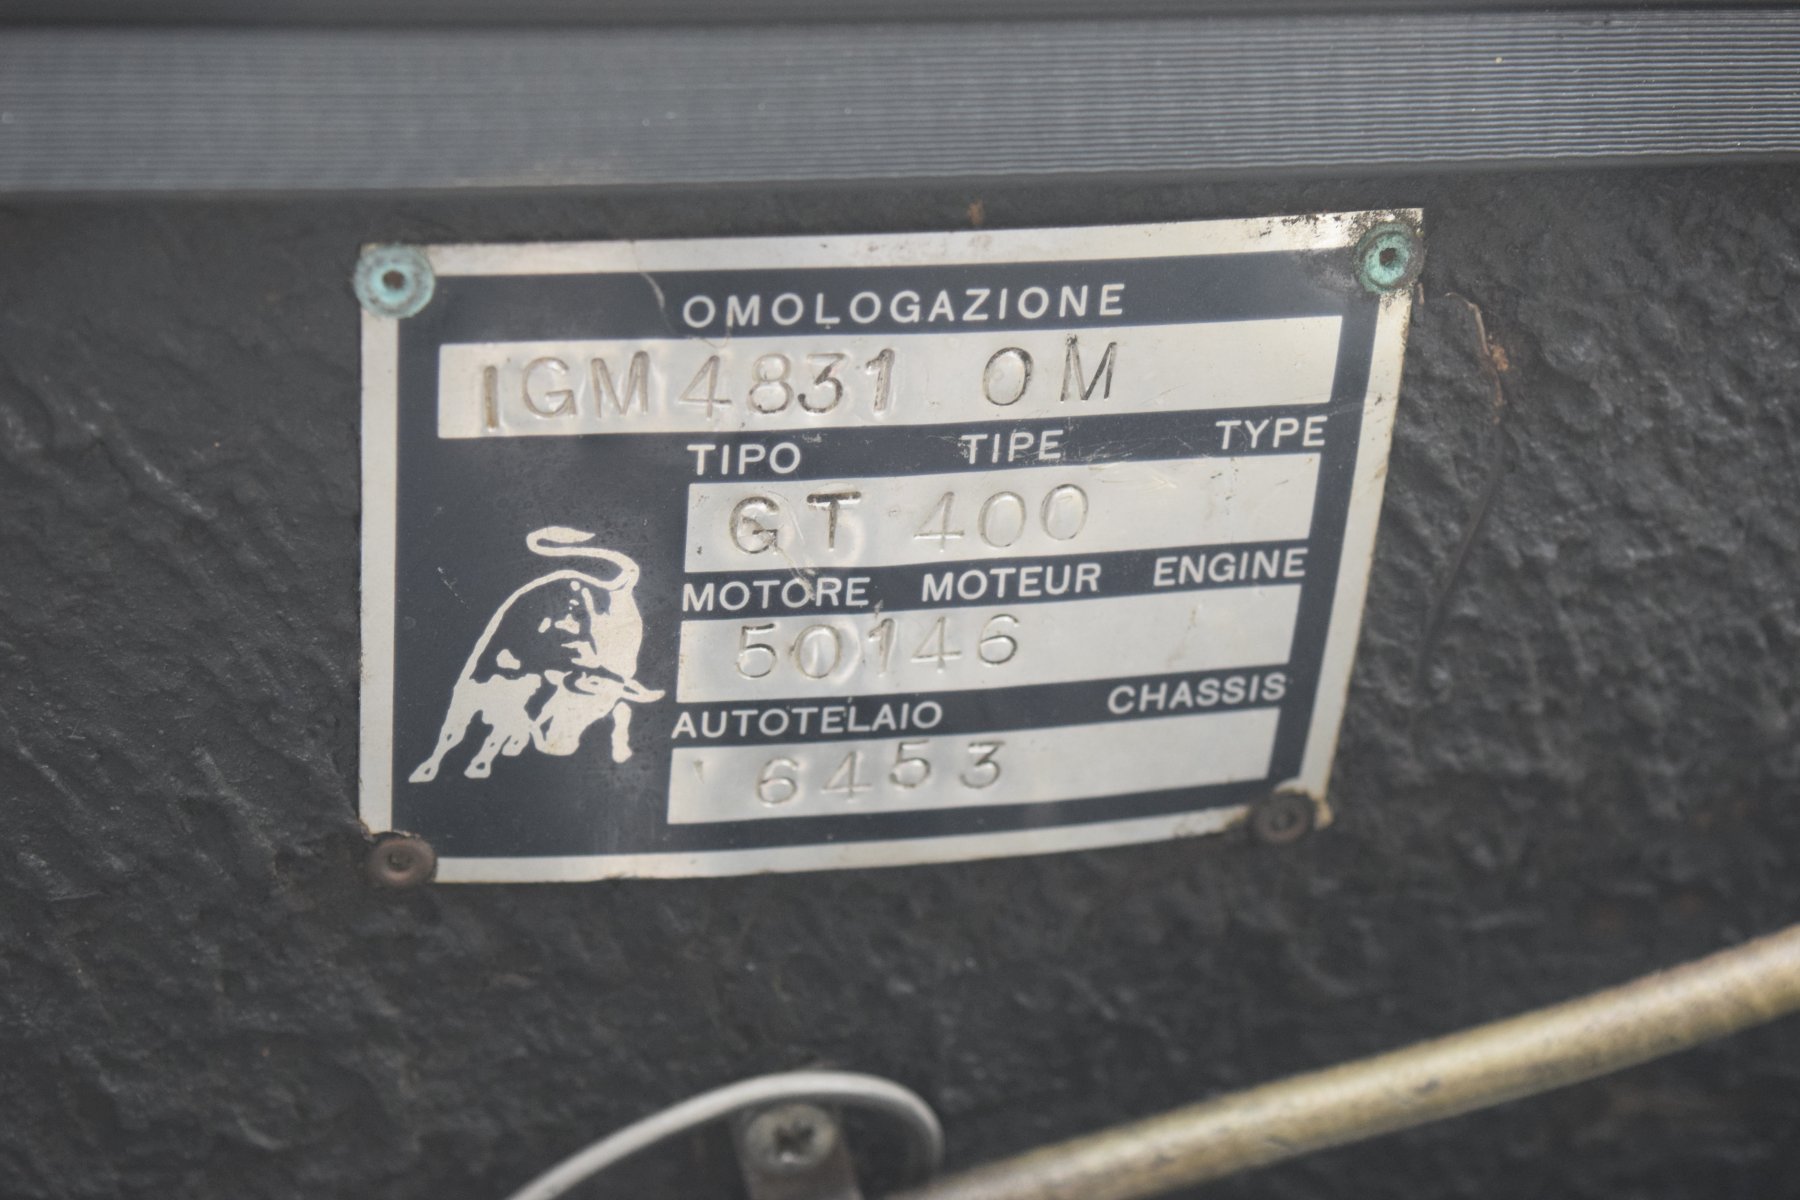 OMOLOGAZIONE
IGM 4831 OM
TIPO TIPE TYPE
GT 400
MOTORE MOTEUR ENGINE
50146
AUTOTELAIO CHASSIS
6453